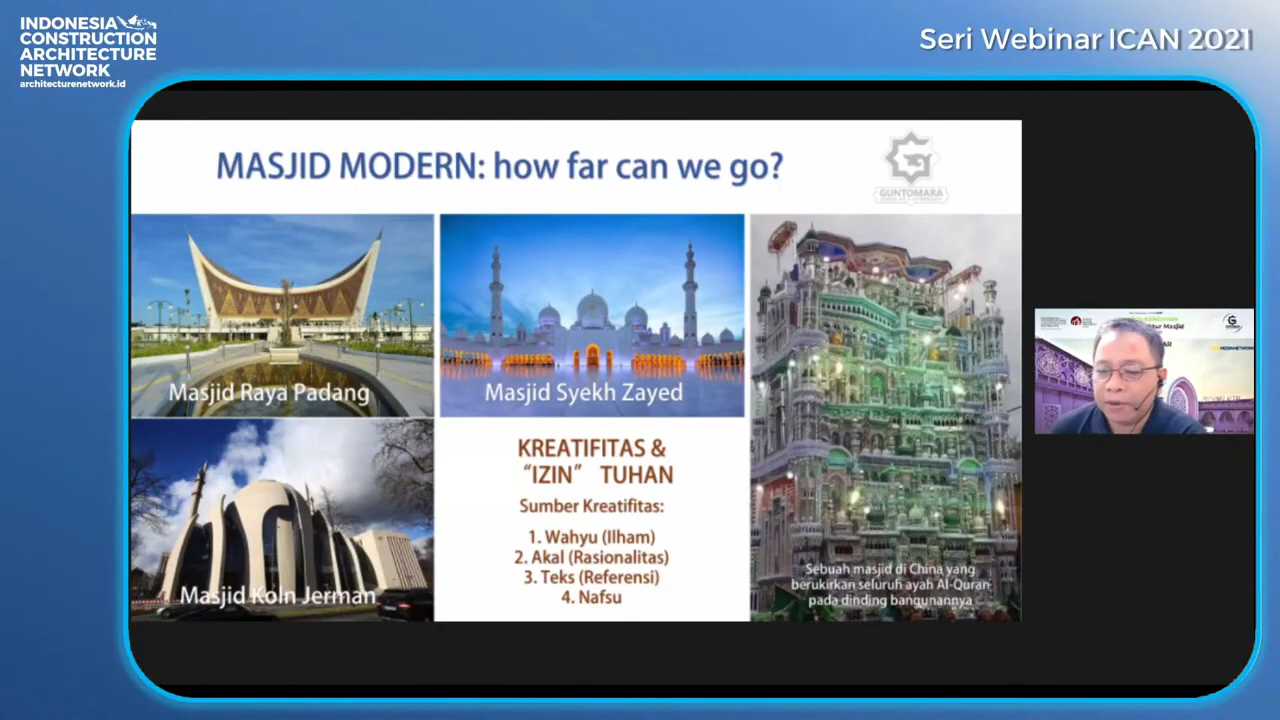 INDONESIA
CONSTRUCTION
ARCHITECTURE
NETWORK
architecturenetwork.id
Seri Webinar ICAN 2021
MASJID MODERN: how far can we go?
GUNTOMARA
Masjid Raya Padang
Masjid Syekh Zayed
Masjid Koln Jerman
KREATIFITAS &
“IZIN” TUHAN
Sumber Kreatifitas:
1. Wahyu (Ilham)
2. Akal (Rasionalitas)
3. Teks (Referensi)
4. Nafsu
Sebuah masjid di China yang
berukirkan seluruh ayah Al-Quran
pada dinding bangunannya